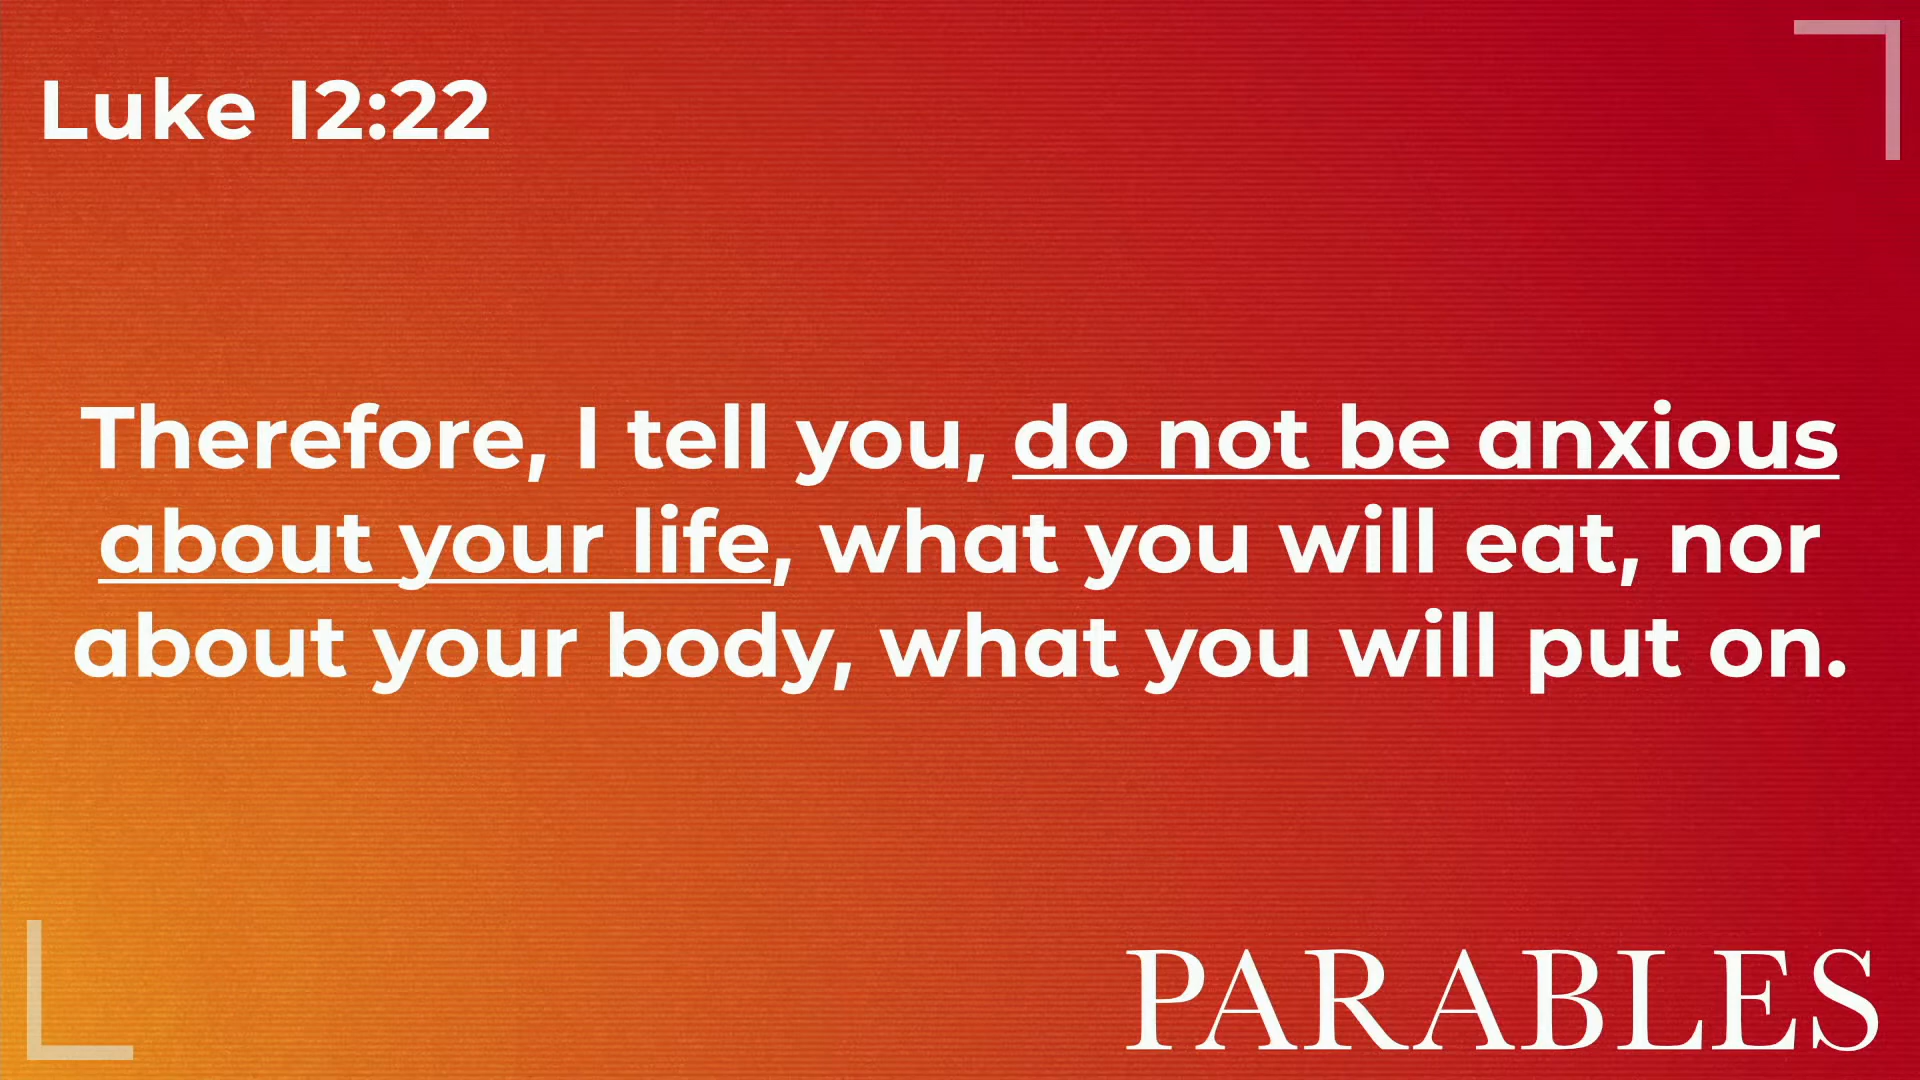 Luke 12:22
Therefore, I tell you, do not be anxious
about your life, what you will eat, nor
about your body, what you will put on.
PARABLES